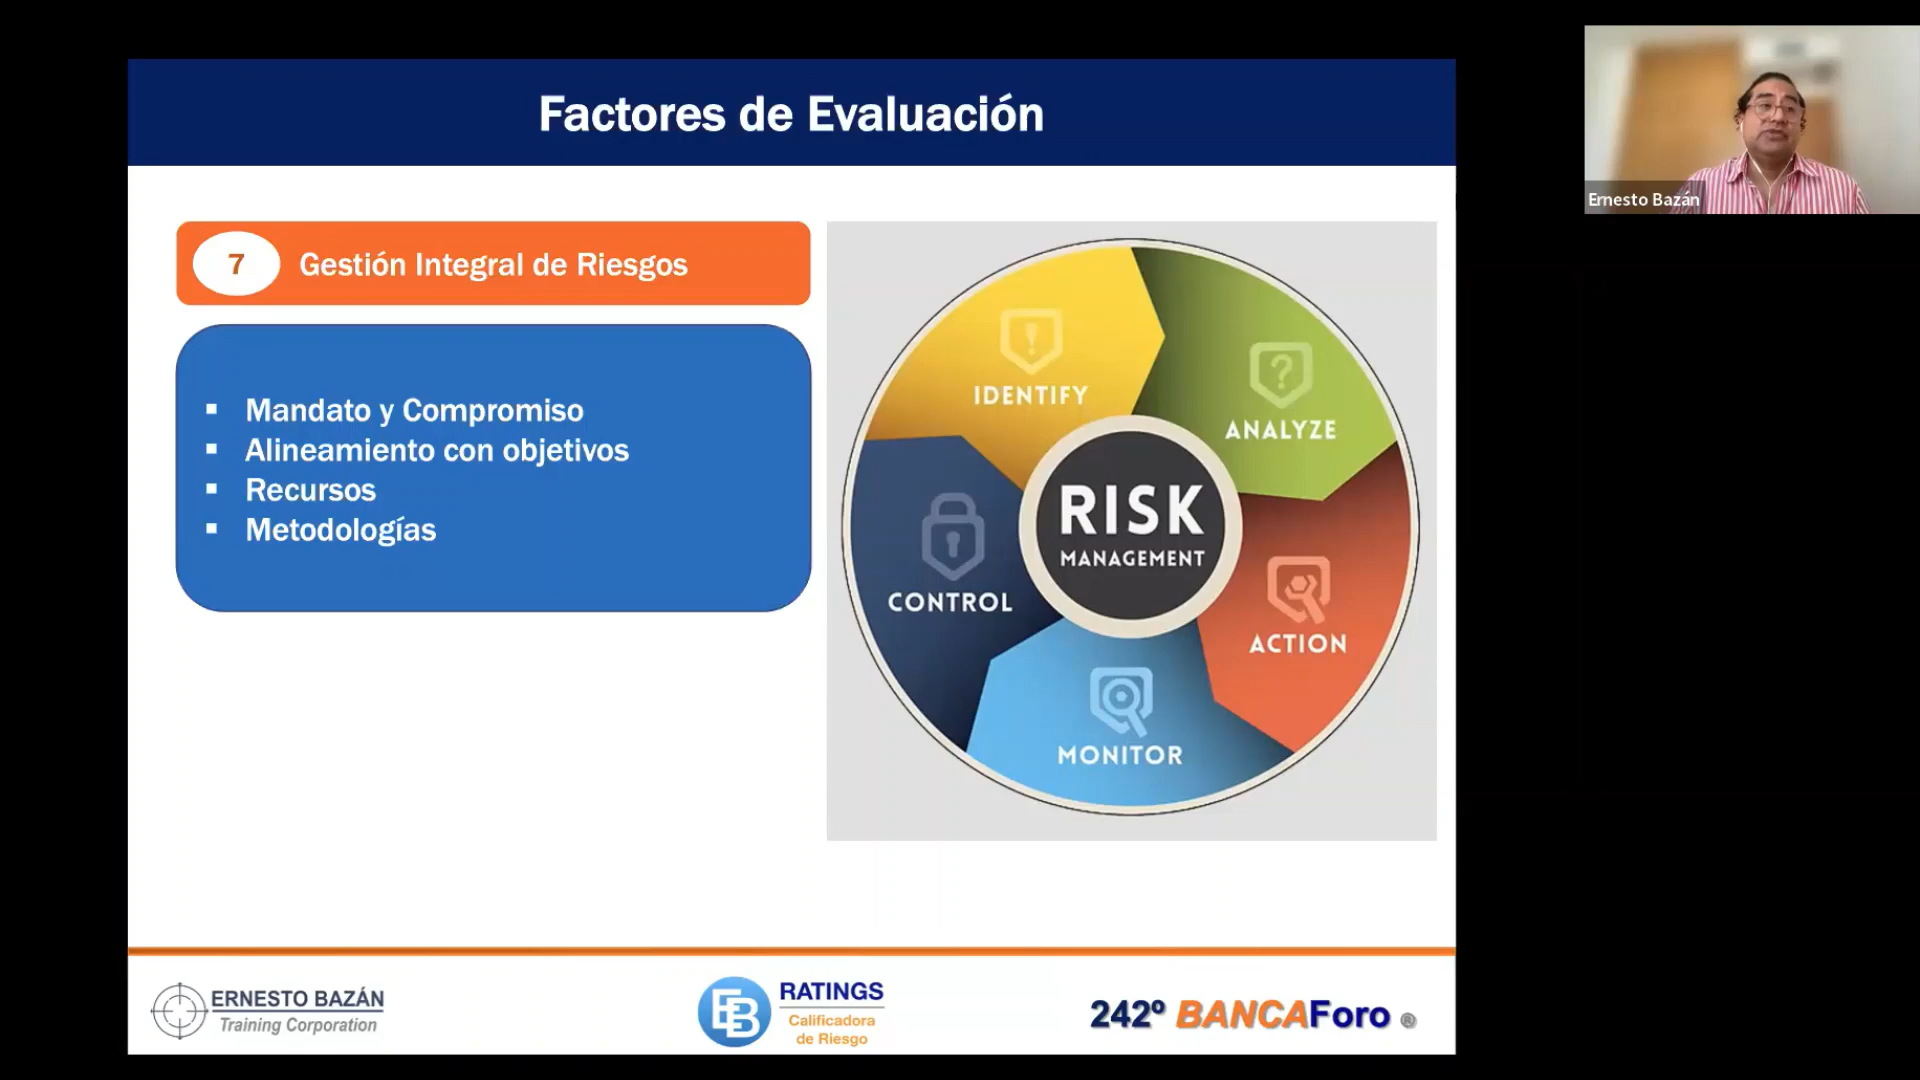 Factores de Evaluación
Ernesto Bazán
7 Gestión Integral de Riesgos
▪ Mandato y Compromiso
▪ Alineamiento con objetivos
▪ Recursos
▪ Metodologías
IDENTIFY
ANALYZE
RISK
MANAGEMENT
CONTROL
ACTION
MONITOR
ERNESTO BAZÁN
Training Corporation
EB
RATINGS
Calificadora
de Riesgo
242º BANCAForo ®